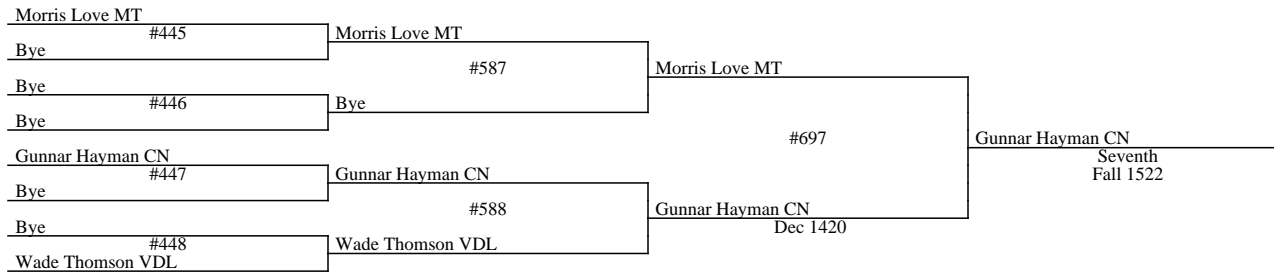 Morris Love MT
#445
Bye
Bye
#446
Bye
Gunnar Hayman CN
#447
Bye
Bye
#448
Wade Thomson VDL
Morris Love MT
#587
Bye
Gunnar Hayman CN
#588
Wade Thomson VDL
Morris Love MT
#697
Gunnar Hayman CN
Dec 1420
Gunnar Hayman CN
Seventh
Fall 1522